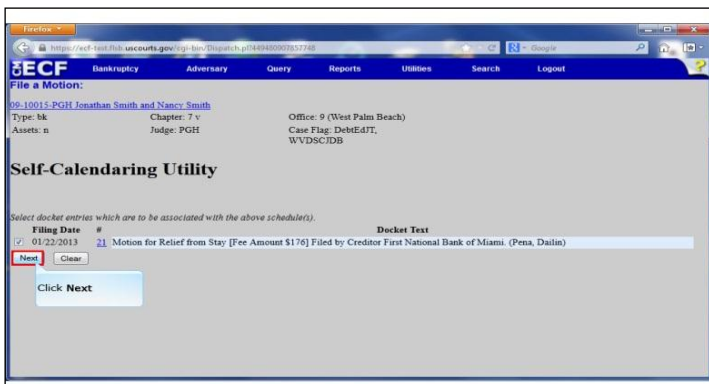 Firefox
https://ecf-test.flsb.uscourts.gov/cgi-bin/Dispatch.pl?449480907857748
Google
ECF Bankruptcy Adversary Query Reports Utilities Search Logout ?
File a Motion:
09-10015-PGH Jonathan Smith and Nancy Smith
Type: bk Chapter: 7 v Office: 9 (West Palm Beach)
Assets: n Judge: PGH Case Flag: DebtEdJT,
WVDSCJDB
Self-Calendaring Utility
Select docket entries which are to be associated with the above schedule(s).
Filing Date # Docket Text
01/22/2013 21 Motion for Relief from Stay [Fee Amount $176] Filed by Creditor First National Bank of Miami. (Pena, Dailin)
Next Clear
Click Next